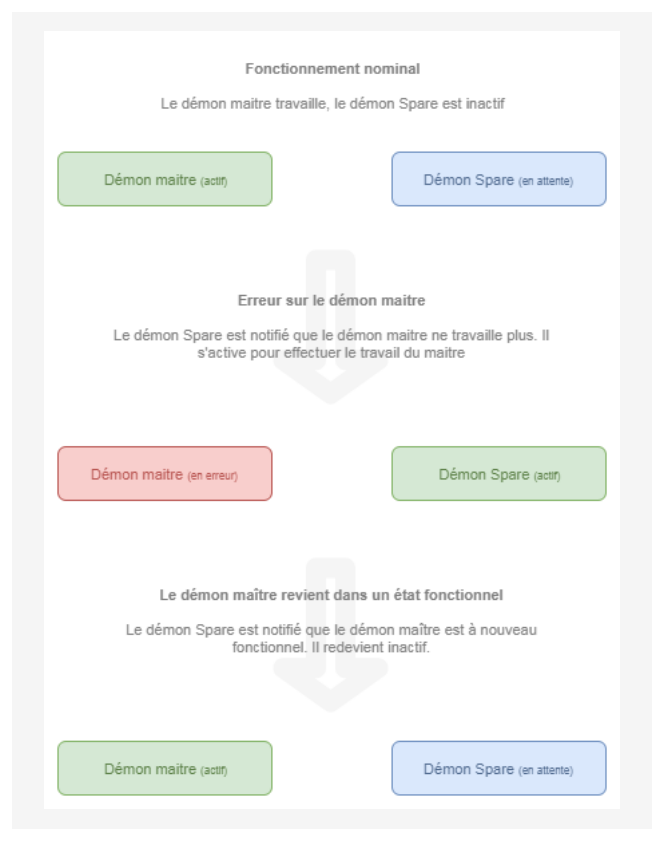 Fonctionnement nominal
Le démon maitre travaille, le démon Spare est inactif
Démon maitre (actif)
Démon Spare (en attente)
Erreur sur le démon maitre
Le démon Spare est notifié que le démon maitre ne travaille plus. Il
s'active pour effectuer le travail du maitre
Démon maitre (en erreur)
Démon Spare (actif)
Le démon maître revient dans un état fonctionnel
Le démon Spare est notifié que le démon maître est à nouveau
fonctionnel. Il redevient inactif.
Démon maitre (actif)
Démon Spare (en attente)